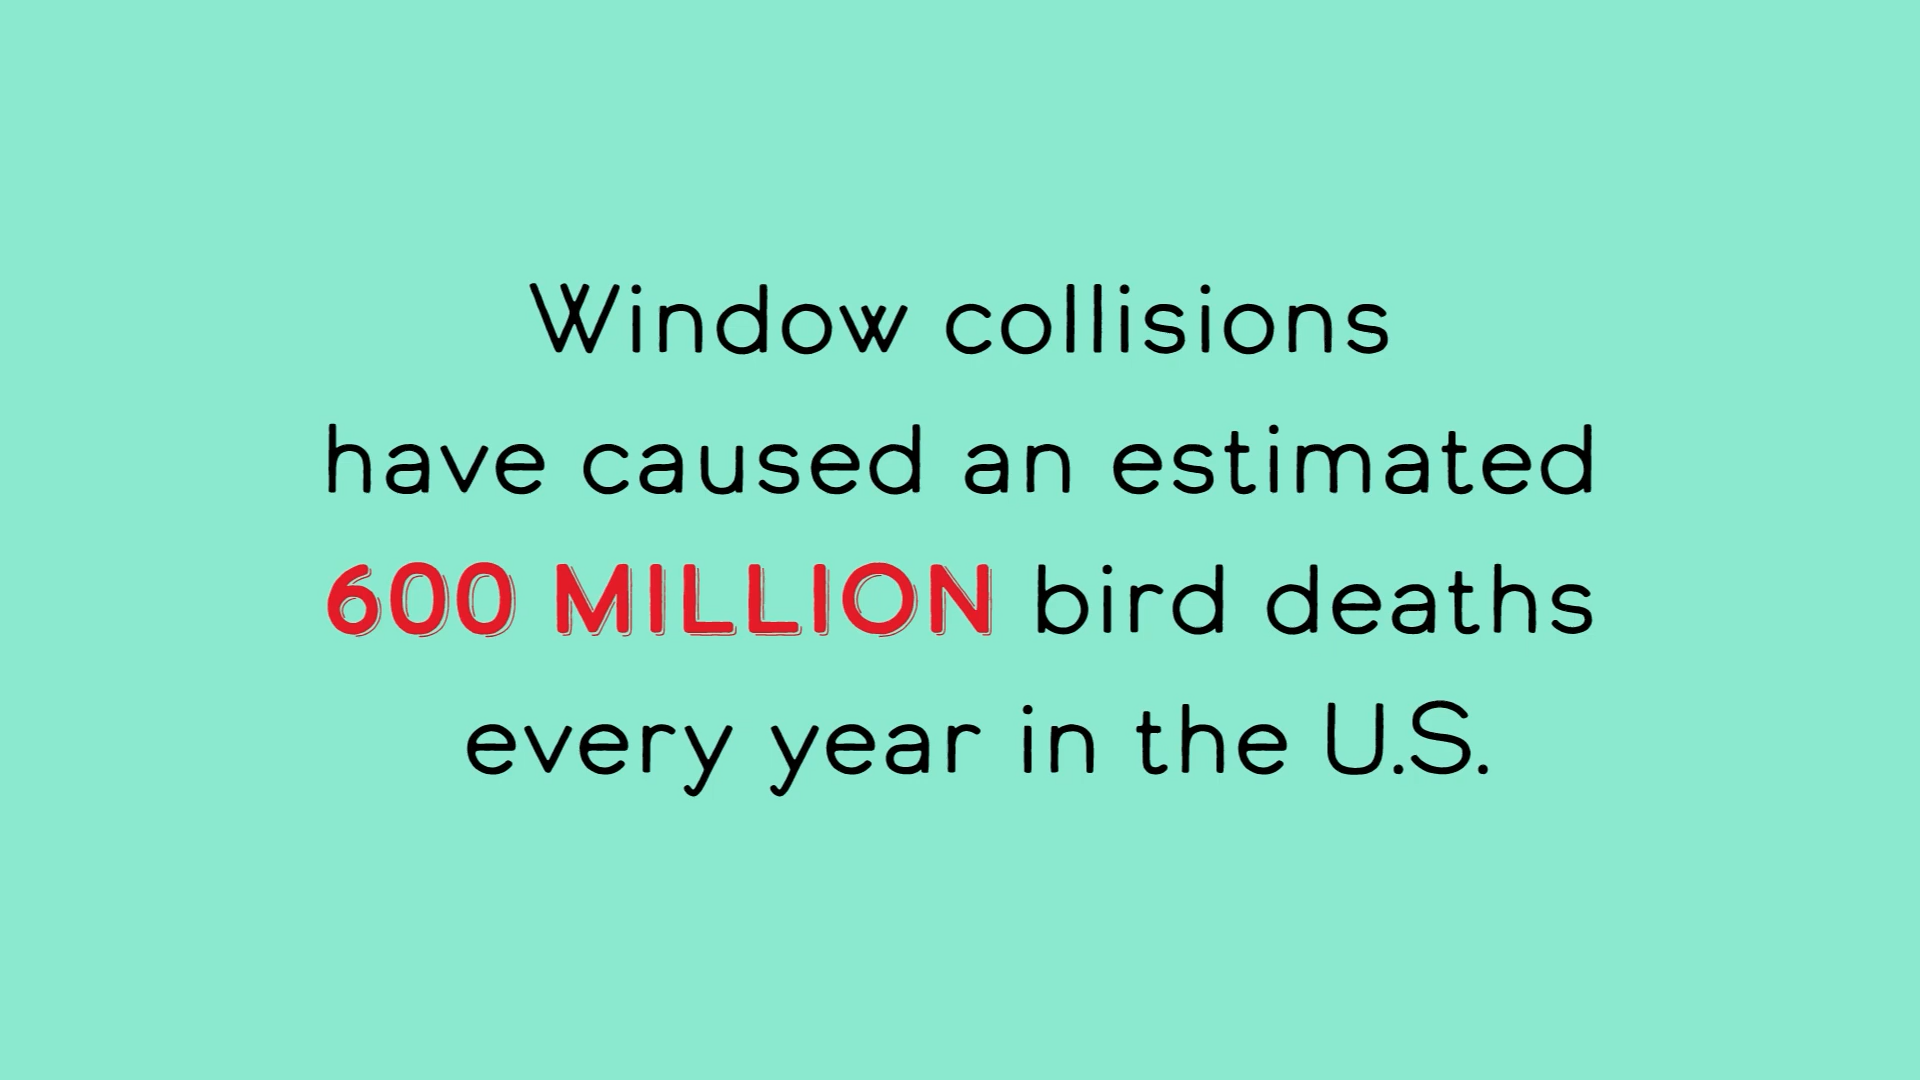 Window collisions
have caused an estimated
600 MILLION bird deaths
every year in the U.S.